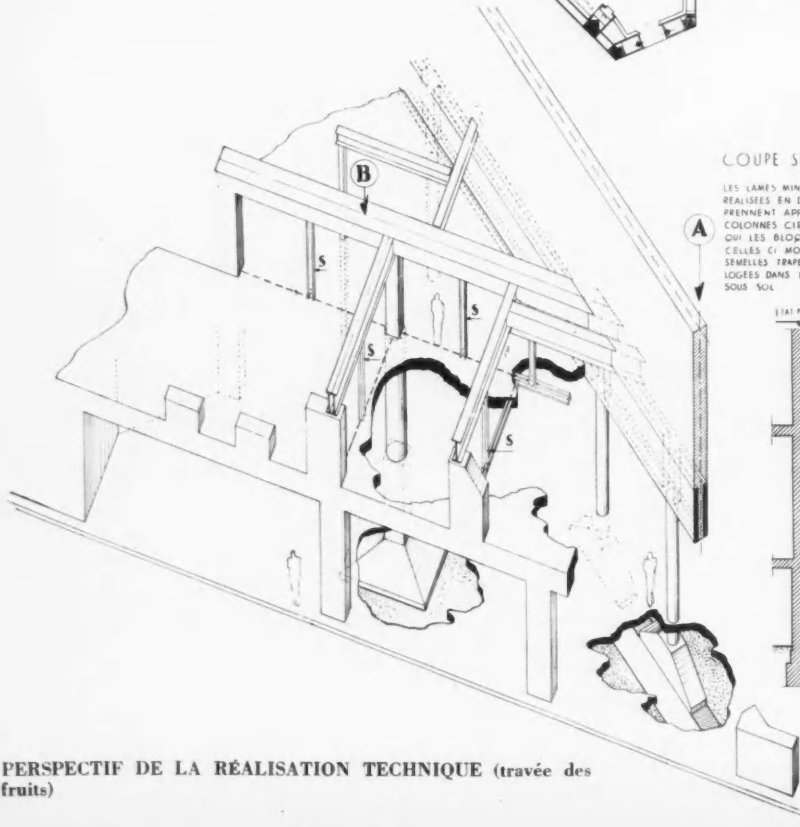 COUPE S
B
LES LAMES MIN
REALISEES EN D
PRENNENT APP
COLONNES CIR
A
QUI LES BLOQ
CELLES CI MO
SEMELLES TRAPE
LOGEES DANS
SOUS SOL
S
S
ETAT
S
S
PERSPECTIF DE LA RÉALISATION TECHNIQUE (travée des
fruits)